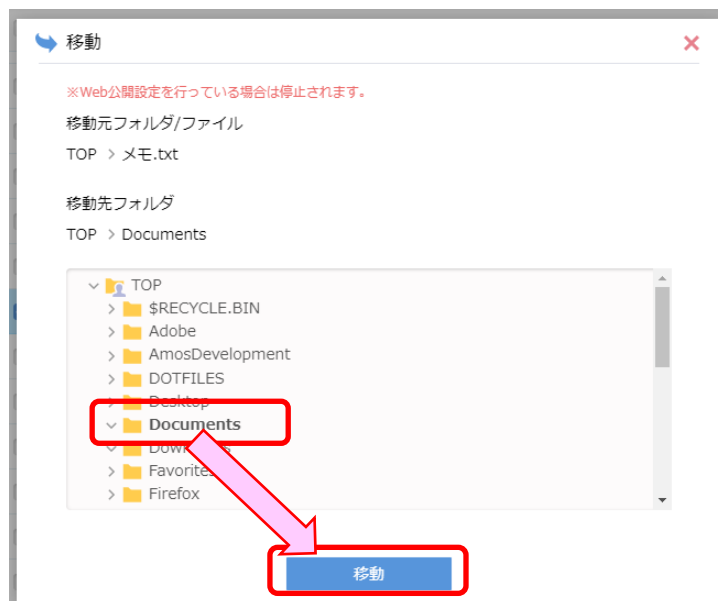 移動
※Web公開設定を行っている場合は停止されます。
移動元フォルダ/ファイル
TOP > メモ.txt
移動先フォルダ
TOP > Documents
TOP
$RECYCLE.BIN
Adobe
AmosDevelopment
DOTFILES
Desktop
Documents
Favorites
Firefox
移動